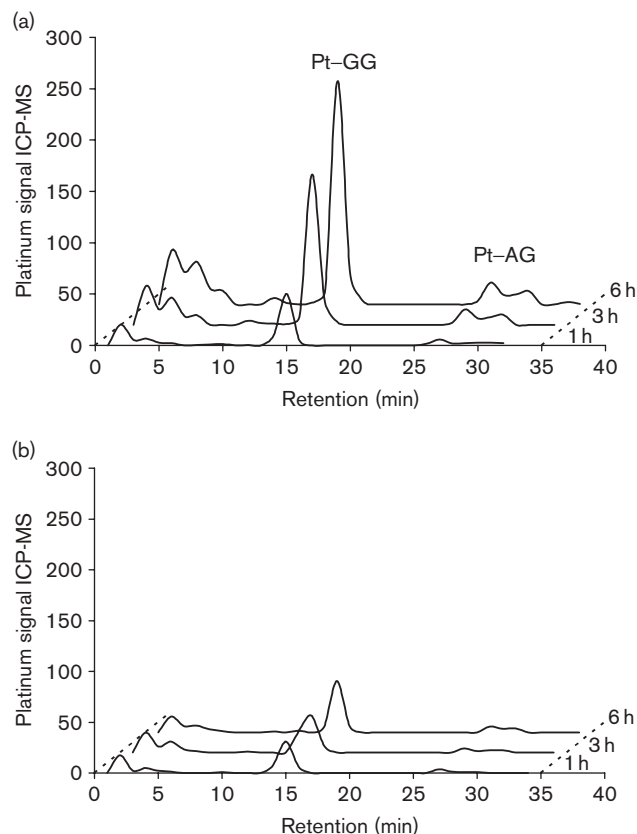 (a)
300
250
200
150
100
50
0
Platinum signal ICP-MS
Pt–GG
Pt–AG
6 h
3 h
1 h
0 5 10 15 20 25 30 35 40
Retention (min)
(b)
300
250
200
150
100
50
0
Platinum signal ICP-MS
6 h
3 h
1 h
0 5 10 15 20 25 30 35 40
Retention (min)